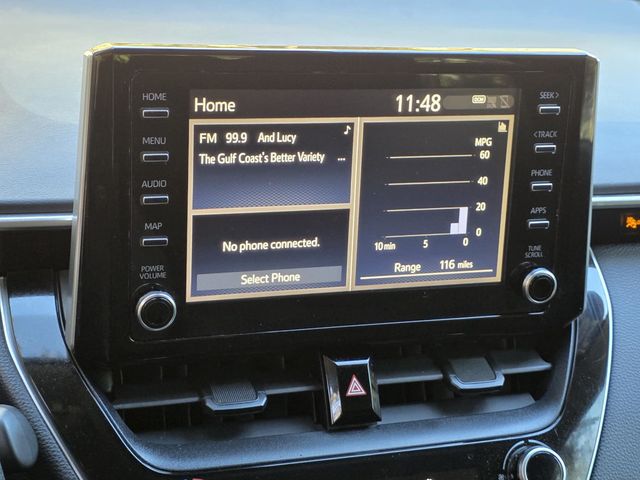 HOME
MENU
AUDIO
MAP
POWER
VOLUME
Home
11:48
DCM
FM 99.9 And Lucy
The Gulf Coast's Better Variety ...
No phone connected.
Select Phone
MPG
60
40
20
0
10 min 5 0
Range 116 miles
SEEK >
< TRACK
PHONE
APPS
TUNE
SCROLL